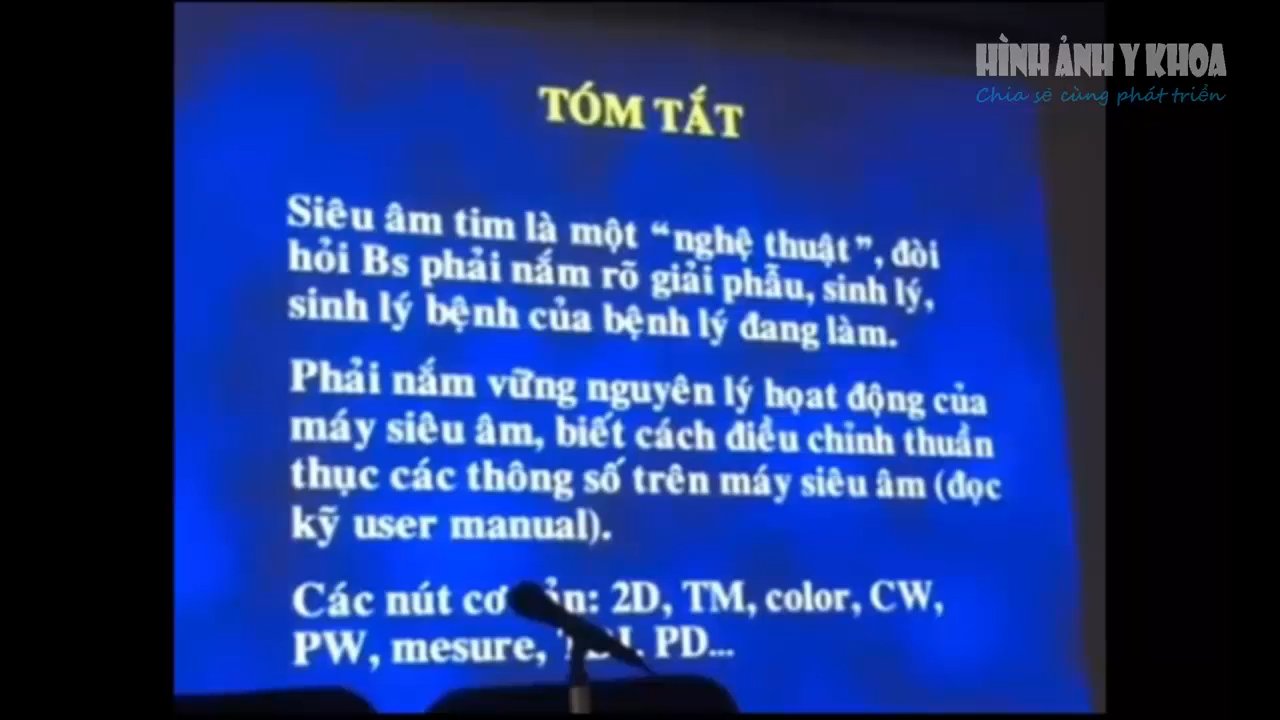 HÌNH ẢNH Y KHOA
Chia sẽ cùng phát triển
TÓM TẮT
Siêu âm tim là một “nghệ thuật”, đòi
hỏi Bs phải nắm rõ giải phẫu, sinh lý,
sinh lý bệnh của bệnh lý đang làm.
Phải nắm vững nguyên lý họat động của
máy siêu âm, biết cách điều chỉnh thuần
thục các thông số trên máy siêu âm (đọc
kỹ user manual).
Các nút cơ 2D, TM, color, CW,
PW, mesure, PD...